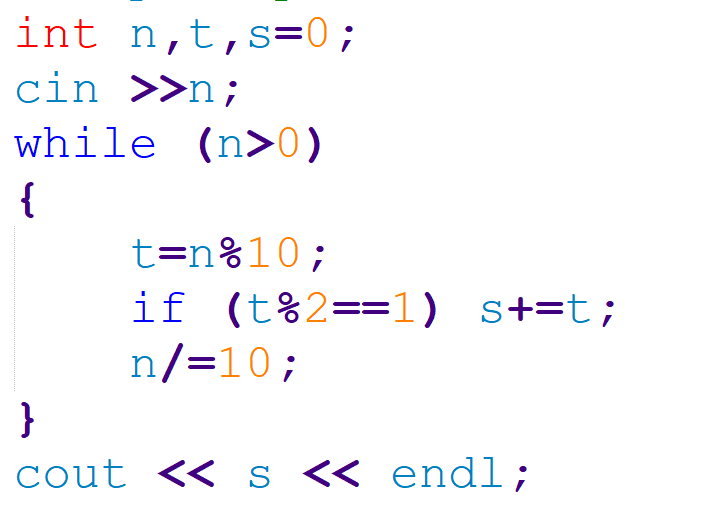 int n,t,s=0;
cin >>n;
while (n>0)
{
t=n%10;
if (t%2==1) s+=t;
n/=10;
}
cout << s << endl;